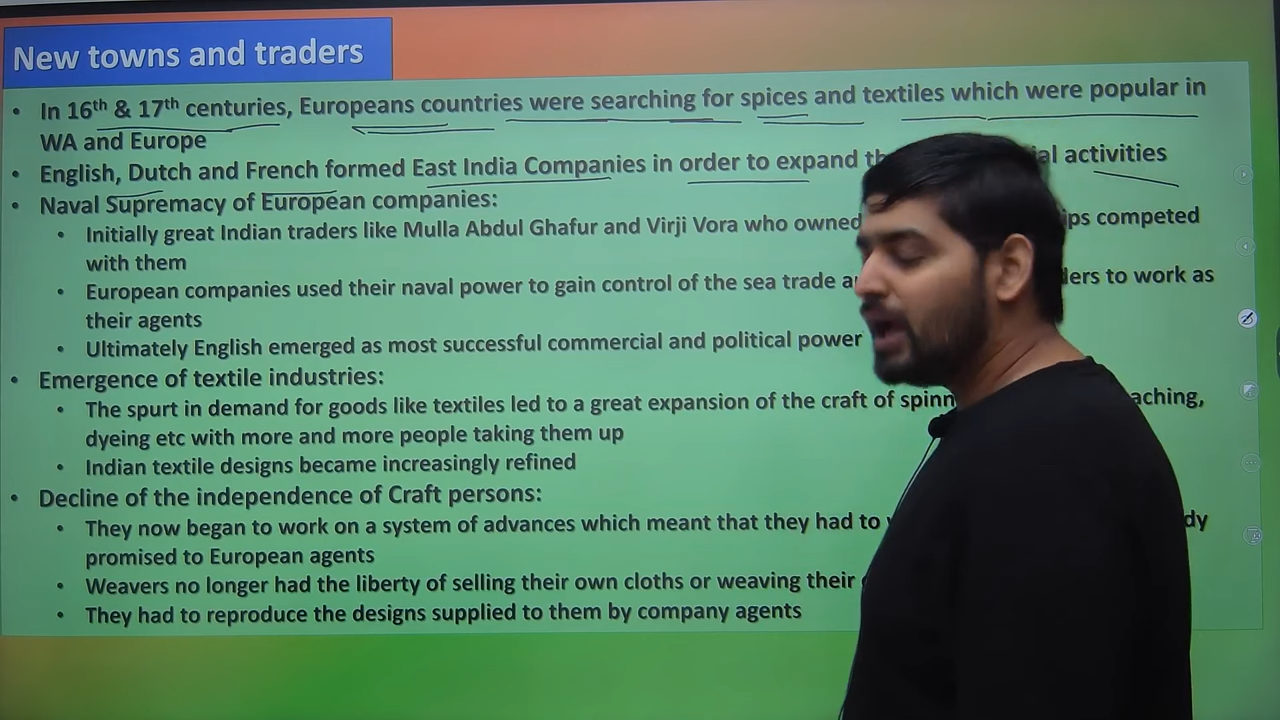 New towns and traders
• In 16th & 17th centuries, Europeans countries were searching for spices and textiles which were popular in
WA and Europe
• English, Dutch and French formed East India Companies in order to expand activities
• Naval Supremacy of European companies:
• Initially great Indian traders like Mulla Abdul Ghafur and Virji Vora who owned competed
with them
• European companies used their naval power to gain control of the sea trade to work as
their agents
• Ultimately English emerged as most successful commercial and political power
• Emergence of textile industries:
• The spurt in demand for goods like textiles led to a great expansion of the craft of
dyeing etc with more and more people taking them up
• Indian textile designs became increasingly refined
• Decline of the independence of Craft persons:
• They now began to work on a system of advances which meant that they had to
promised to European agents
• Weavers no longer had the liberty of selling their own cloths or weaving their
• They had to reproduce the designs supplied to them by company agents